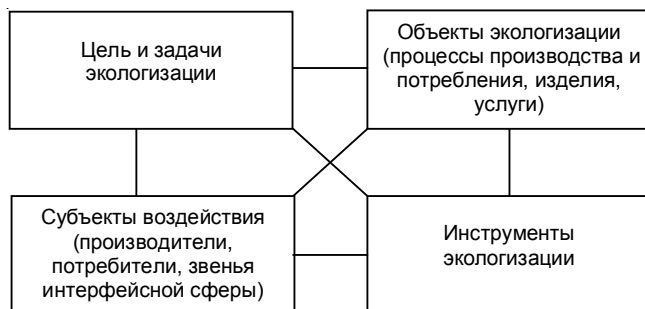 Цель и задачи
экологизации
Объекты экологизации
(процессы производства и
потребления, изделия,
услуги)
Субъекты воздействия
(производители,
потребители, звенья
интерфейсной сферы)
Инструменты
экологизации